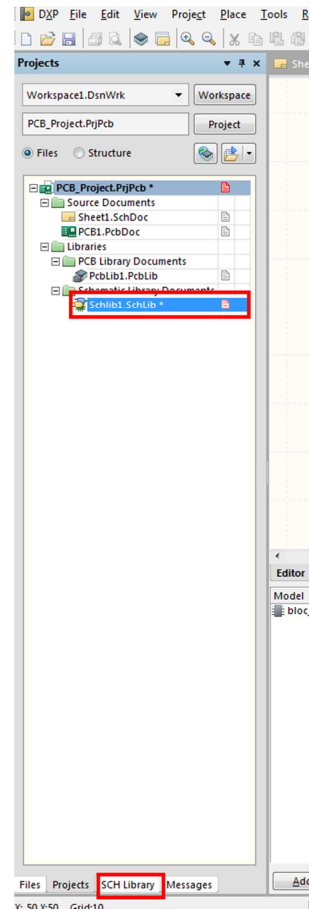 DXP File Edit View Project Place Tools R
Projects
She
Workspace1.DsnWrk Workspace
PCB_Project.PrjPcb Project
Files Structure
PCB_Project.PrjPcb *
Source Documents
Sheet1.SchDoc
PCB1.PcbDoc
Libraries
PCB Library Documents
PcbLib1.PcbLib
Schematic Library Documents
Schlib1.SchLib *
Editor
Model
bloc_
Files Projects SCH Library Messages
Add
X: 50 Y:50 Grid:10